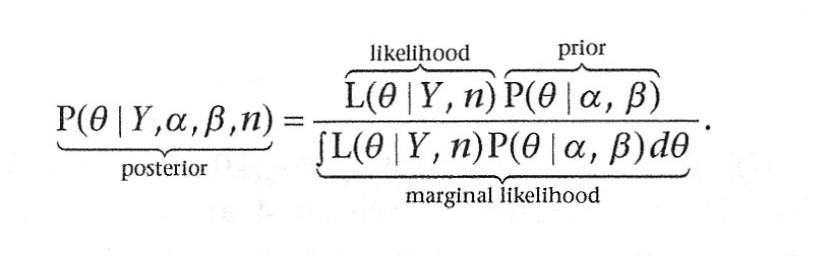 likelihood prior
L(θ | Y, n) P(θ | α, β)
P(θ | Y,α, β,n) = .
∫L(θ | Y, n)P(θ | α, β)dθ
posterior
marginal likelihood